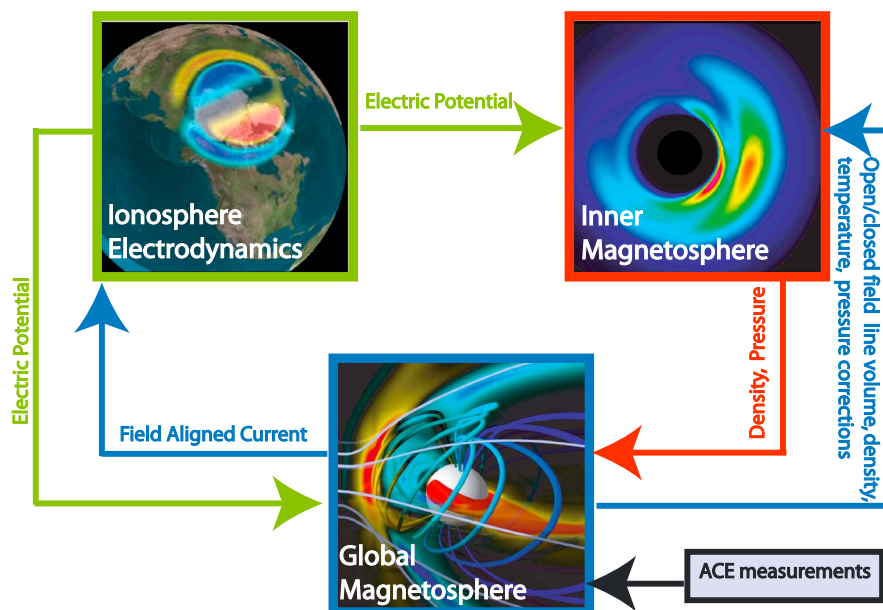 Electric Potential
Ionosphere
Electrodynamics
Inner
Magnetosphere
Open/closed field line volume, density,
temperature, pressure corrections
Electric Potential
Density, Pressure
Field Aligned Current
Global
Magnetosphere
ACE measurements